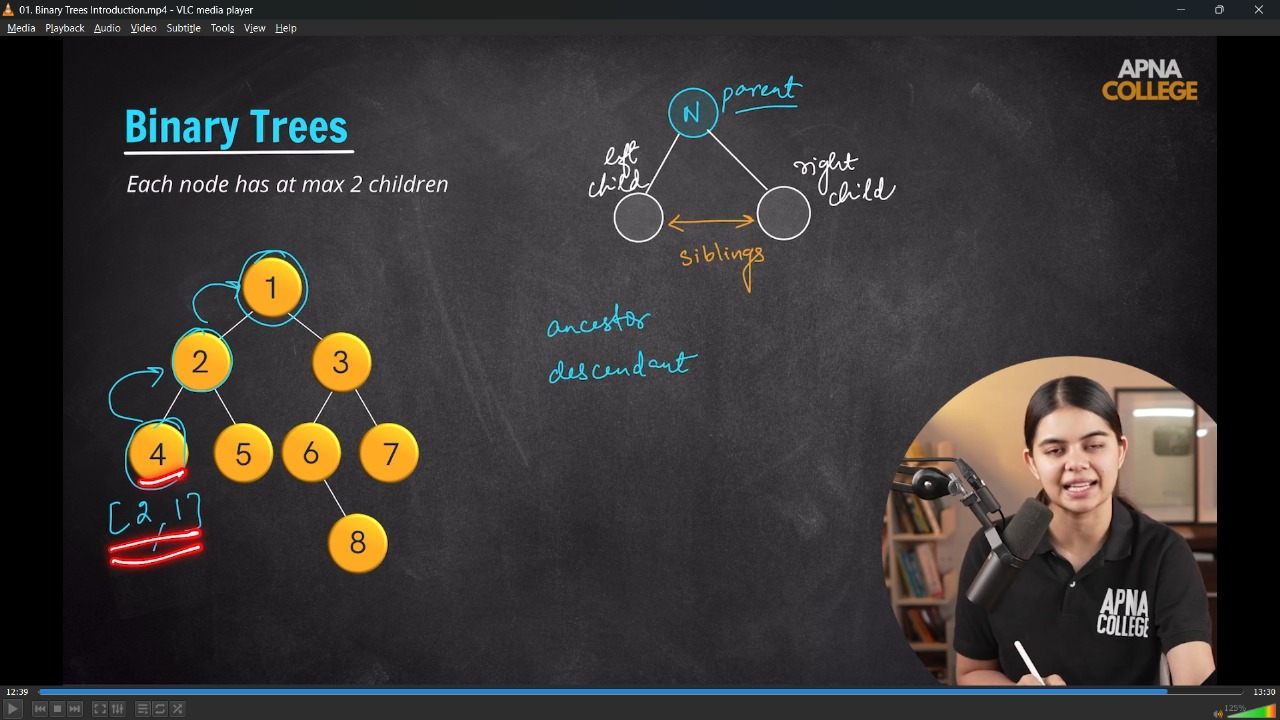 01. Binary Trees Introduction.mp4 - VLC media player
Media Playback Audio Video Subtitle Tools View Help
APNA
COLLEGE
Binary Trees
Each node has at max 2 children
N parent
left
child
right
child
siblings
1
2 3
4 5 6 7
8
[2,1]
ancestor
descendant
APNA
COLLEGE
12:39 13:30
125%